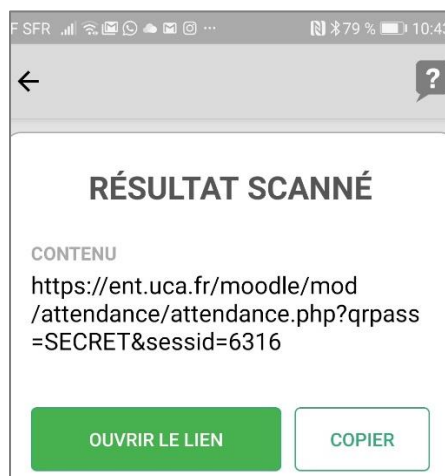 F SFR ... 79 % 10:43
?
RÉSULTAT SCANNÉ
CONTENU
https://ent.uca.fr/moodle/mod
/attendance/attendance.php?qrpass
=SECRET&sessid=6316
OUVRIR LE LIEN
COPIER